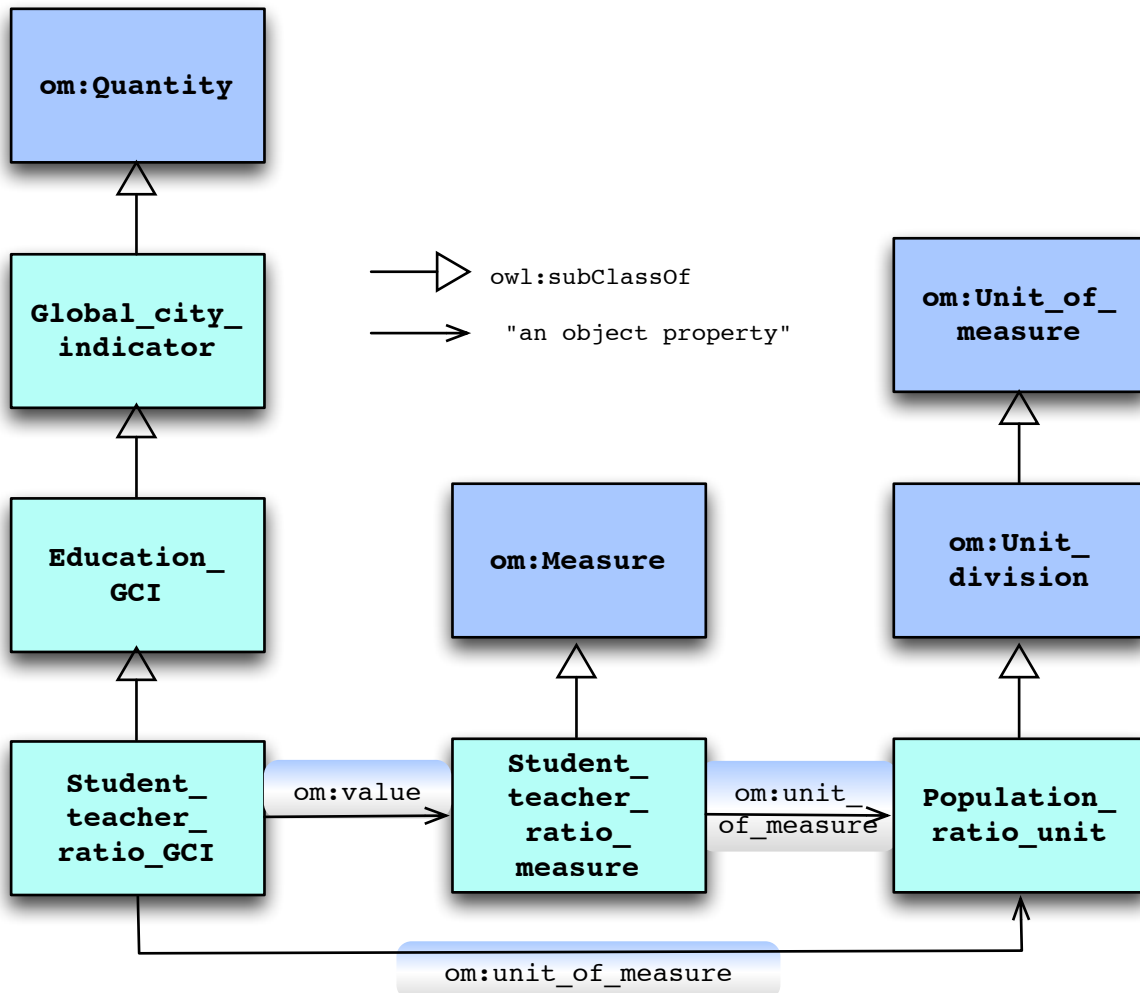 om:Quantity
Global_city_
indicator
owl:subClassOf
"an object property"
om:Unit_of_
measure
Education_
GCI
om:Measure
om:Unit_
division
Student_
teacher_
ratio_GCI
om:value
Student_
teacher_
ratio_
measure
om:unit_
of_measure
Population_
ratio_unit
om:unit_of_measure